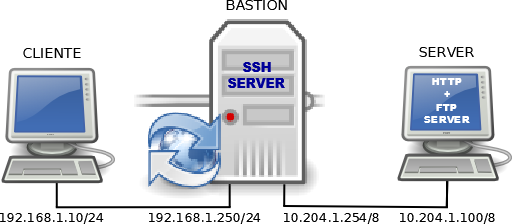 BASTION
CLIENTE
SERVER
SSH
SERVER
HTTP
+
FTP
SERVER
192.168.1.10/24
192.168.1.250/24
10.204.1.254/8
10.204.1.100/8